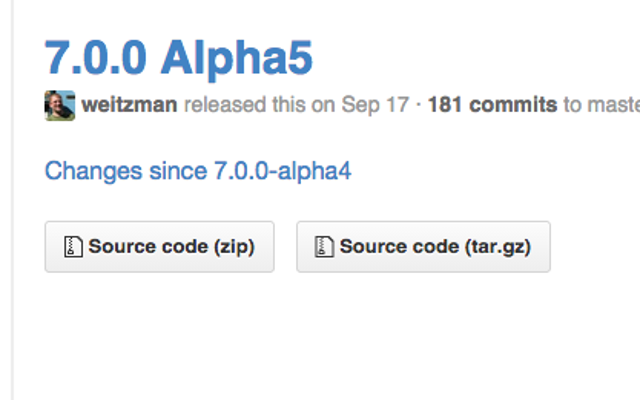 7.0.0 Alpha5
weitzman released this on Sep 17 · 181 commits to
Changes since 7.0.0-alpha4
Source code (zip) Source code (tar.gz)